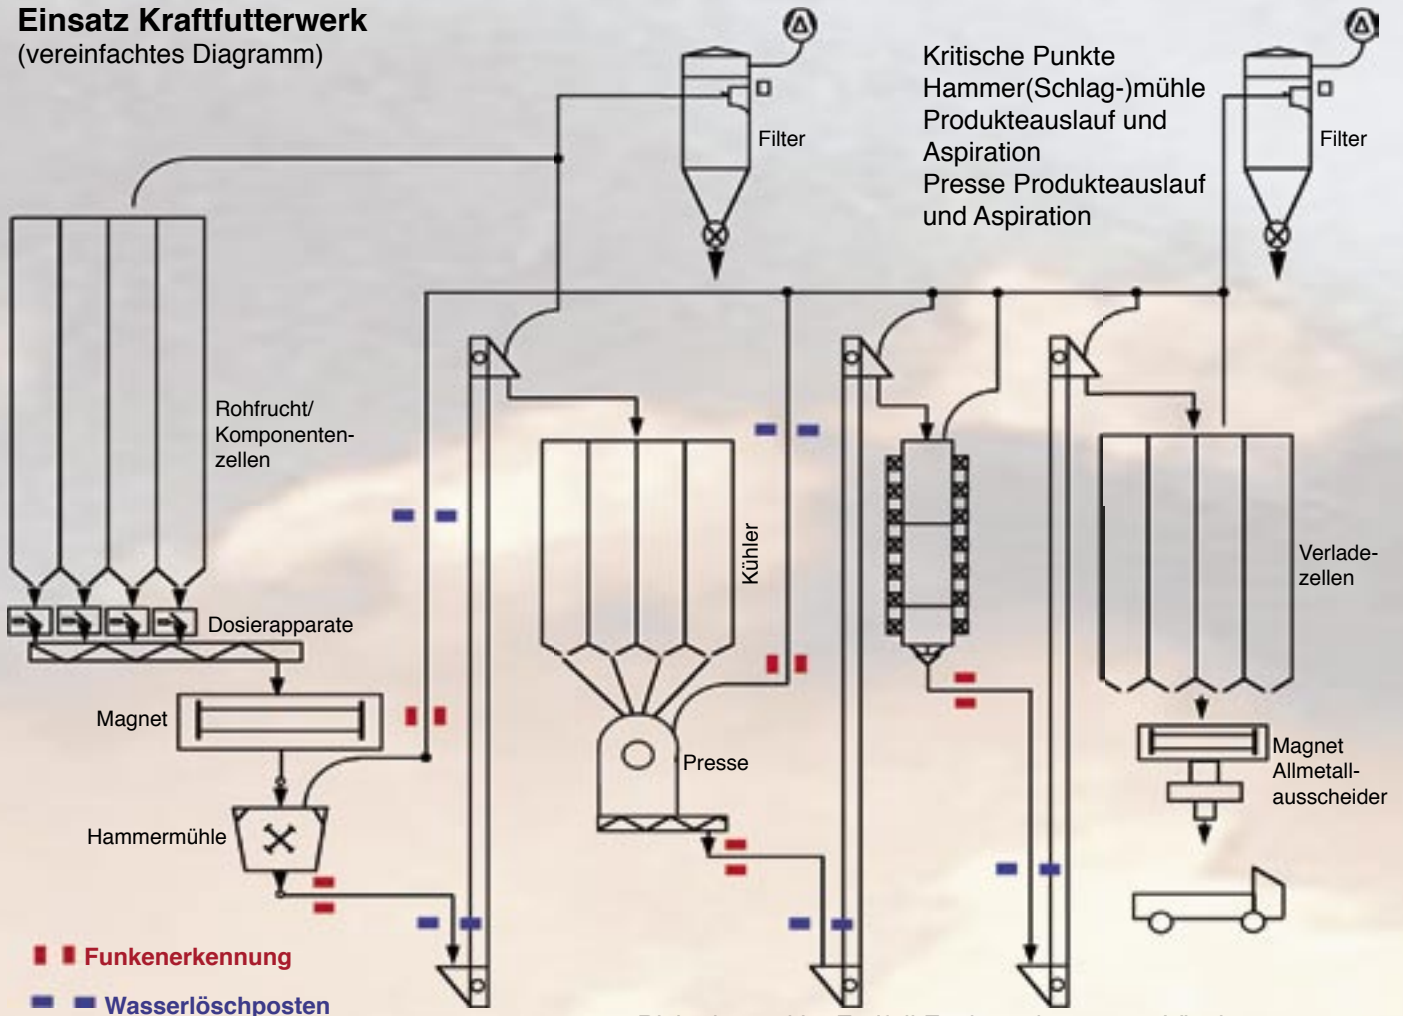 Einsatz Kraftfutterwerk
(vereinfachtes Diagramm)
Kritische Punkte
Hammer(Schlag-)mühle
Produkteauslauf und
Aspiration
Presse Produkteauslauf
und Aspiration
Filter
Filter
Rohfrucht/
Komponenten-
zellen
Kühler
Verlade-
zellen
Dosierapparate
Magnet
Presse
Magnet
Allmetall-
ausscheider
Hammermühle
Funkenerkennung
Wasserlöschposten